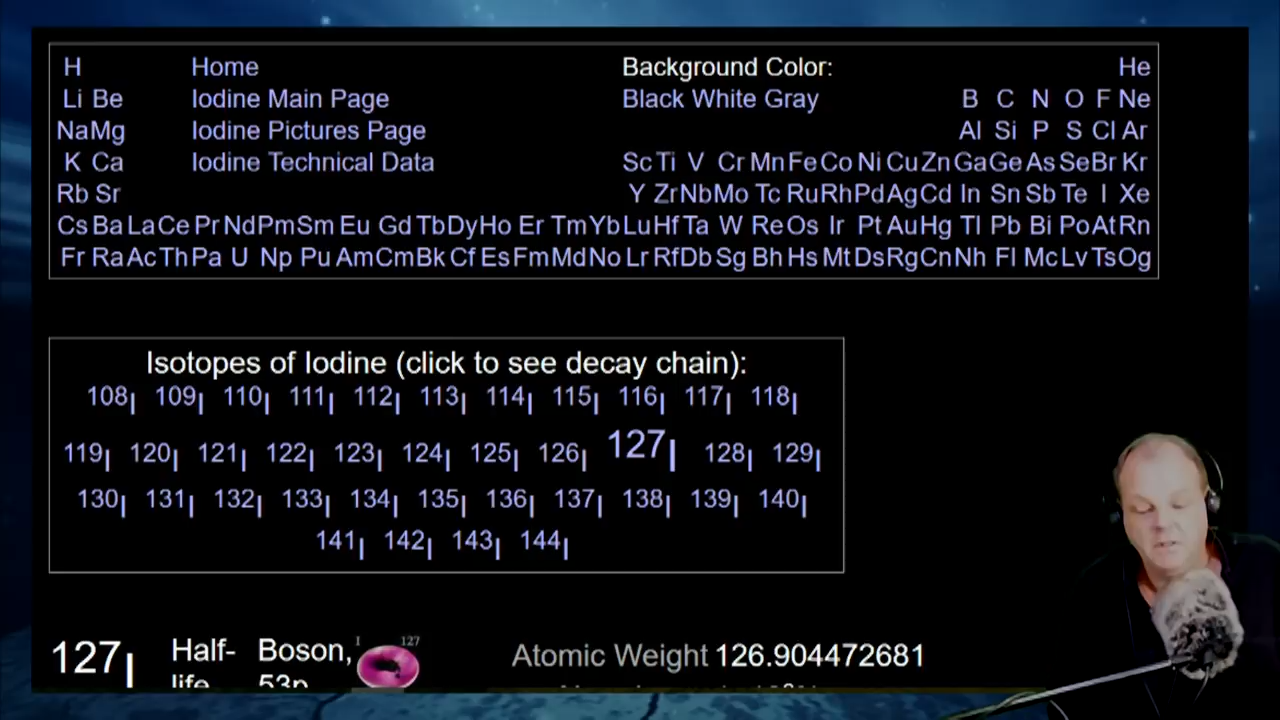 H Home Background Color: He
Li Be Iodine Main Page Black White Gray B C N O F Ne
Na Mg Iodine Pictures Page Al Si P S Cl Ar
K Ca Iodine Technical Data Sc Ti V Cr Mn Fe Co Ni Cu Zn Ga Ge As Se Br Kr
Rb Sr Y Zr Nb Mo Tc Ru Rh Pd Ag Cd In Sn Sb Te I Xe
Cs Ba La Ce Pr Nd Pm Sm Eu Gd Tb Dy Ho Er Tm Yb Lu Hf Ta W Re Os Ir Pt Au Hg Tl Pb Bi Po At Rn
Fr Ra Ac Th Pa U Np Pu Am Cm Bk Cf Es Fm Md No Lr Rf Db Sg Bh Hs Mt Ds Rg Cn Nh Fl Mc Lv Ts Og
Isotopes of Iodine (click to see decay chain):
108I 109I 110I 111I 112I 113I 114I 115I 116I 117I 118I
119I 120I 121I 122I 123I 124I 125I 126I 127I 128I 129I
130I 131I 132I 133I 134I 135I 136I 137I 138I 139I 140I
141I 142I 143I 144I
127I Half- Boson, I 127 Atomic Weight 126.904472681
life 53p